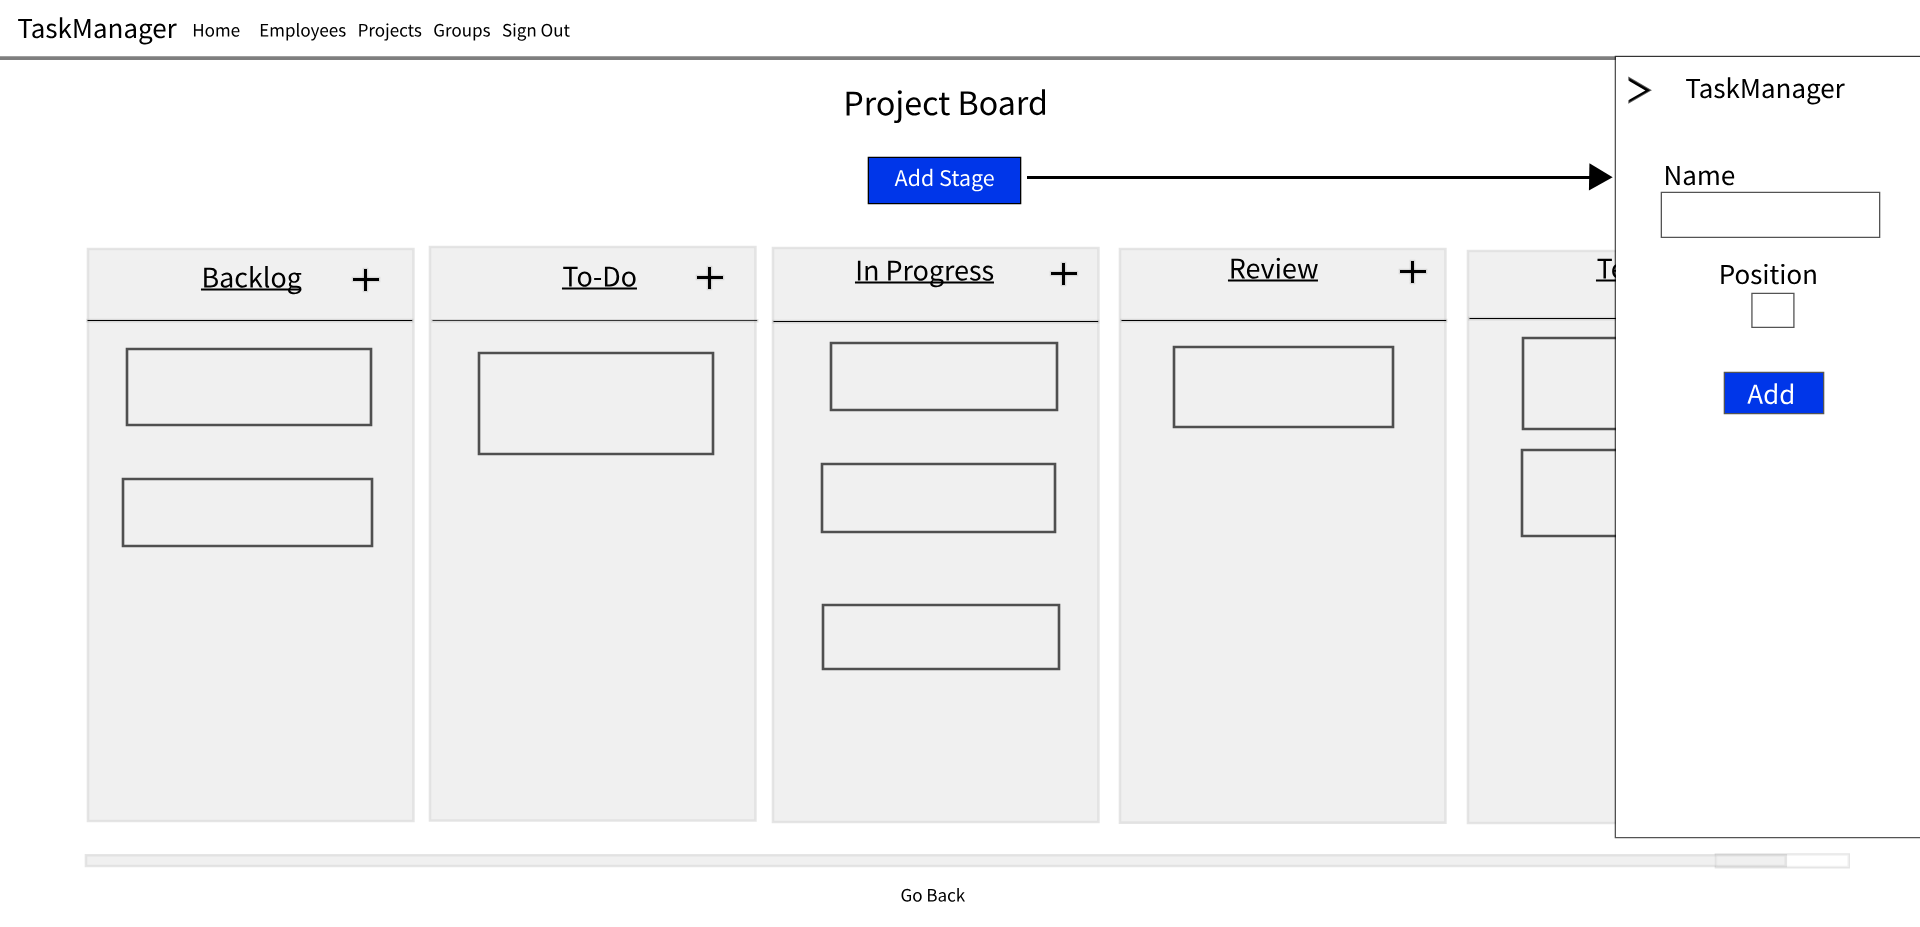 TaskManager Home Employees Projects Groups Sign Out
TaskManager
Project Board
Add Stage
Name
Position
Add
Backlog +
To-Do +
In Progress +
Review +
Te
Go Back